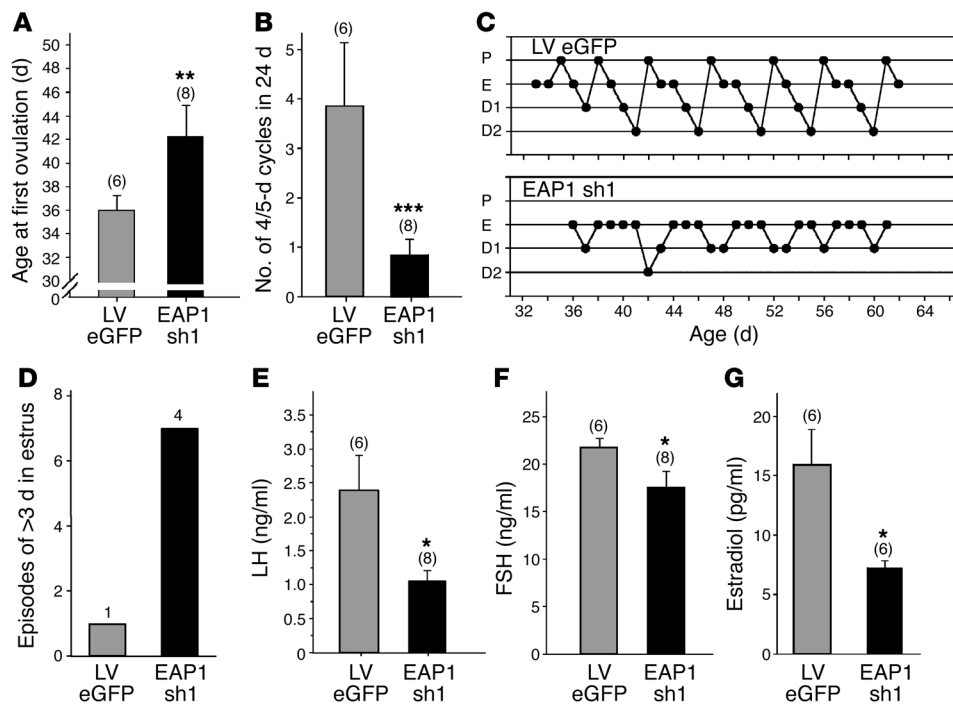 A
Age at first ovulation (d)
50
48
46
44
42
40
38
36
34
32
30
0
(6)
**
(8)
LV
eGFP
EAP1
sh1
B
No. of 4/5-d cycles in 24 d
5
4
3
2
1
0
(6)
***
(8)
LV
eGFP
EAP1
sh1
C
LV eGFP
P
E
D1
D2
EAP1 sh1
P
E
D1
D2
32 36 40 44 48 52 56 60 64
Age (d)
D
Episodes of >3 d in estrus
8
6
4
2
0
1
4
LV
eGFP
EAP1
sh1
E
LH (ng/ml)
3.5
3.0
2.5
2.0
1.5
1.0
0.5
0
(6)
*
(8)
LV
eGFP
EAP1
sh1
F
FSH (ng/ml)
25
20
15
10
5
0
(6)
*
(8)
LV
eGFP
EAP1
sh1
G
Estradiol (pg/ml)
20
15
10
5
0
(6)
*
(6)
LV
eGFP
EAP1
sh1